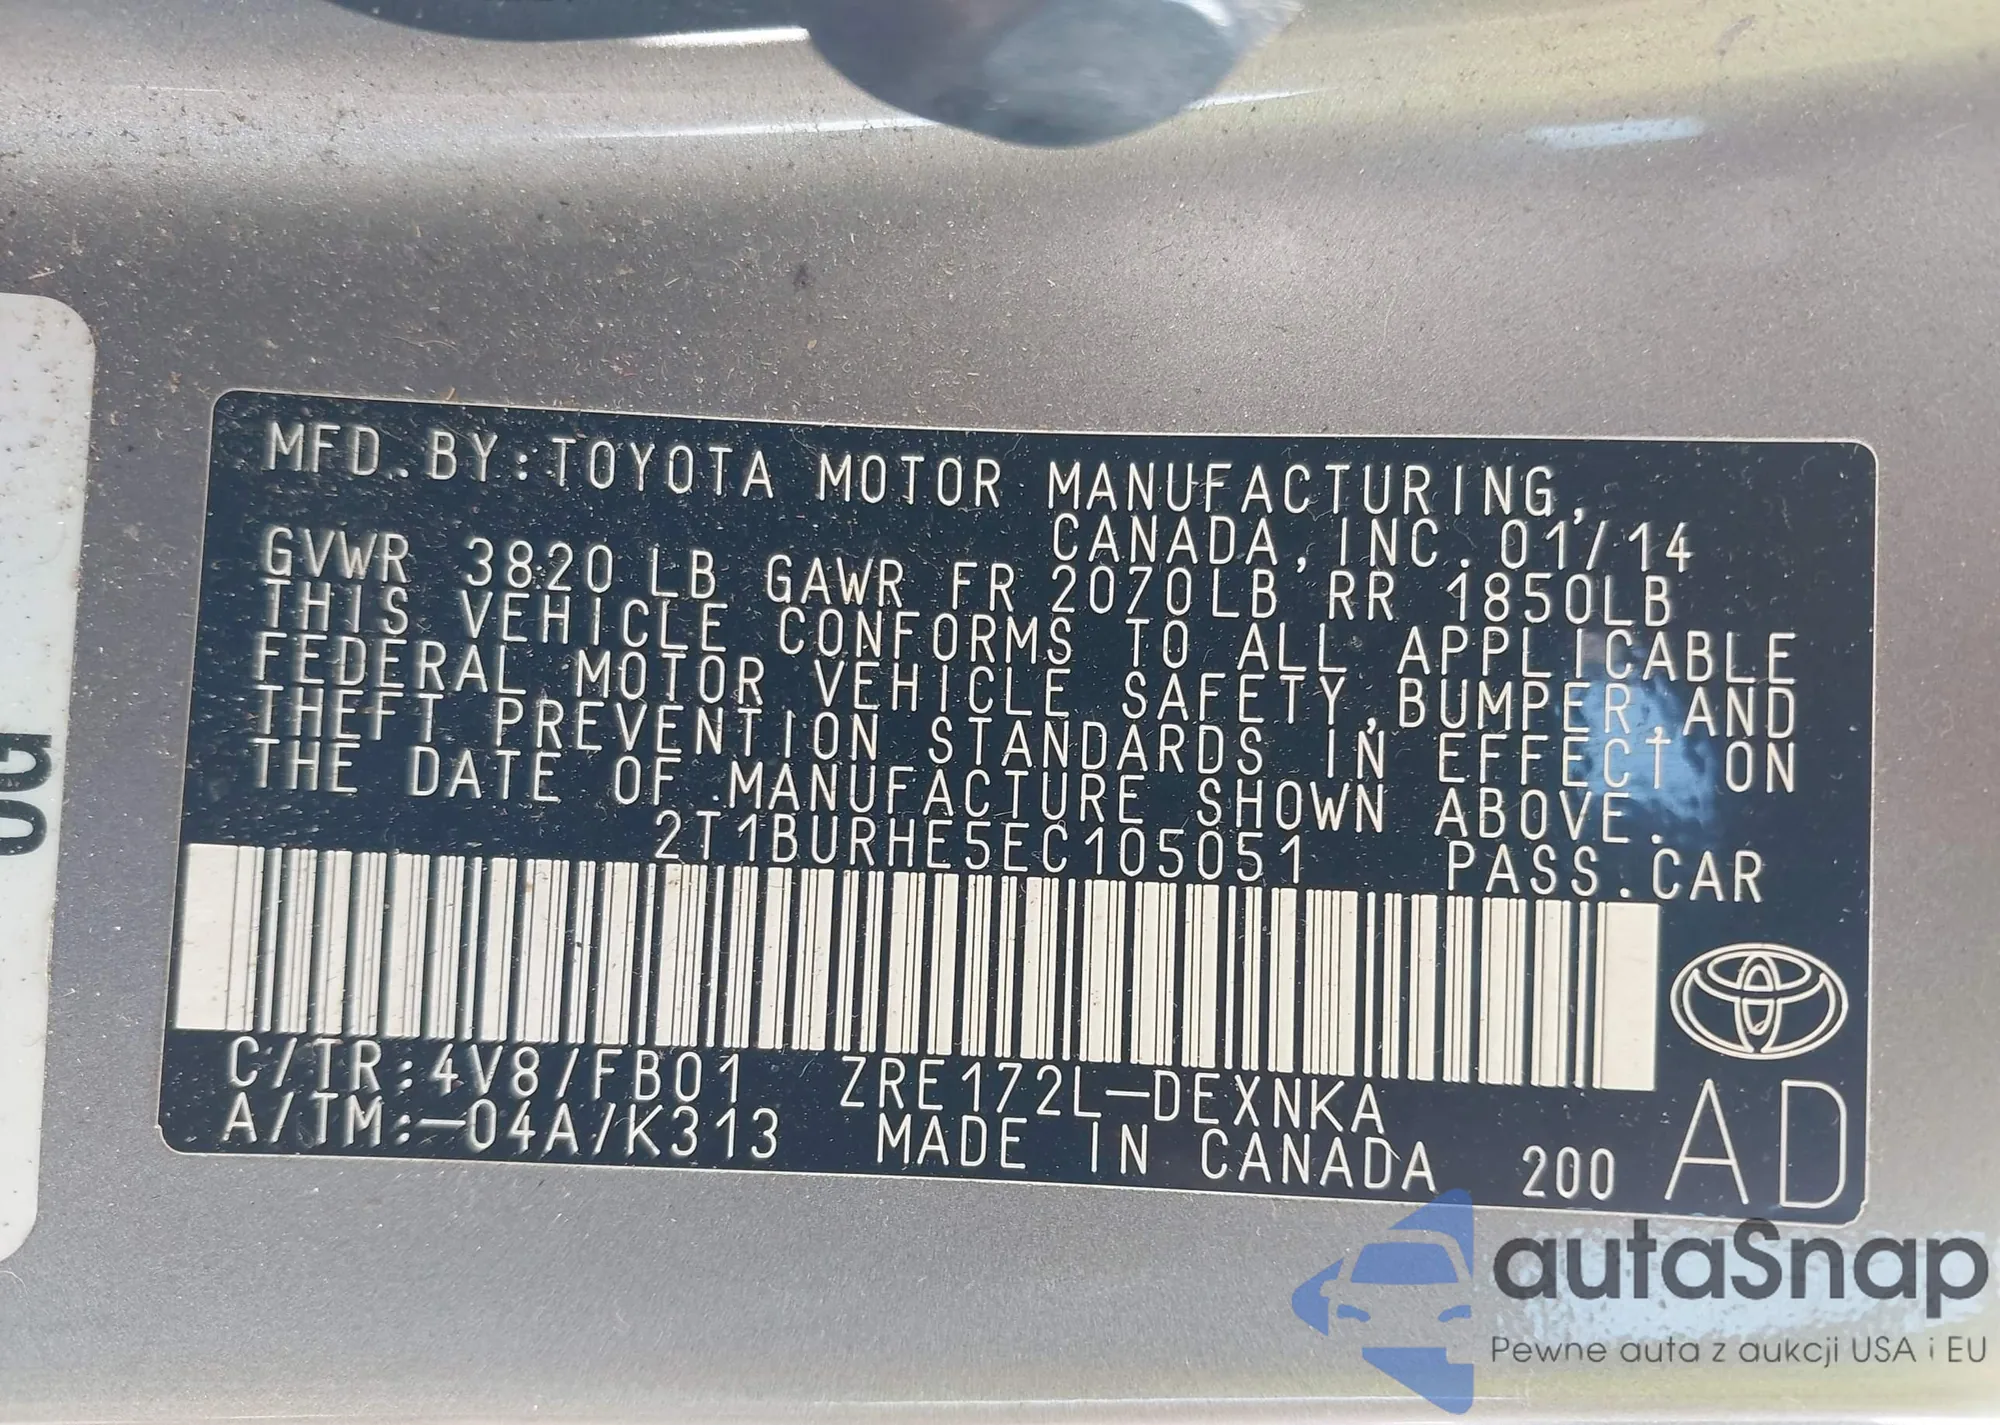 MFD. BY: TOYOTA MOTOR MANUFACTURING,
CANADA, INC. 01/14
GVWR 3820 LB GAWR FR 2070LB RR 1850LB
THIS VEHICLE CONFORMS TO ALL APPLICABLE
FEDERAL MOTOR VEHICLE SAFETY, BUMPER, AND
THEFT PREVENTION STANDARDS IN EFFECT ON
THE DATE OF MANUFACTURE SHOWN ABOVE.
2T1BURHE5EC105051 PASS. CAR
C/TR: 4V8/FB01 ZRE172L-DEXNKA
A/TM: -04A/K313 MADE IN CANADA 200 AD
autaSnap
Pewne auta z aukcji USA i EU